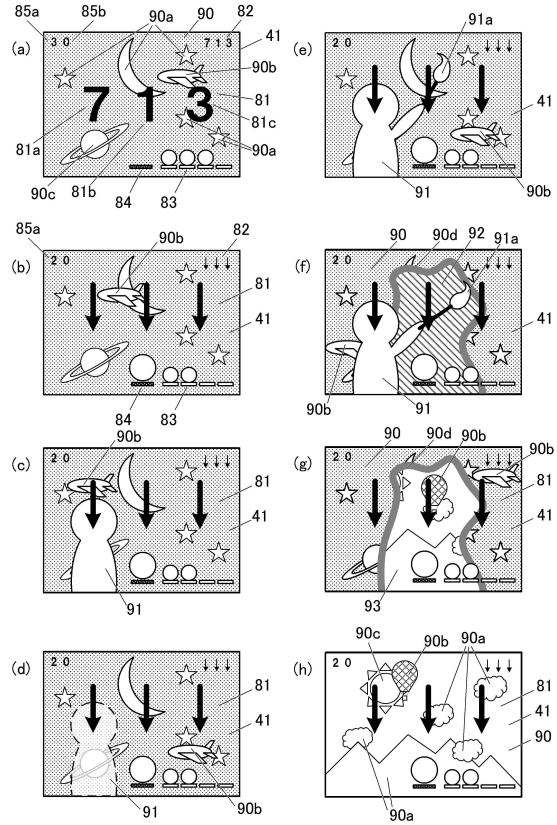 85a 85b 90a 90 82
(a) 3 0 7 1 3 41
90b
7 1 3 81
81c
81a 90a
90c 81b 84 83
85a 90b 82
(b) 2 0 ↓↓↓
81
41
84 83
90b
(c) 2 0 ↓↓↓
81
41
91
(d) 2 0 ↓↓↓
81
41
91 90b
91a
(e) 2 0 ↓↓↓
41
91 90b
90 90d 92 91a
(f) 2 0 ↓↓↓
41
90b 91
90 90d 90b 90b
(g) 2 0 ↓↓↓
81
41
93
90c 90b 90a
(h) 2 0 ↓↓↓
81
41
90
90a